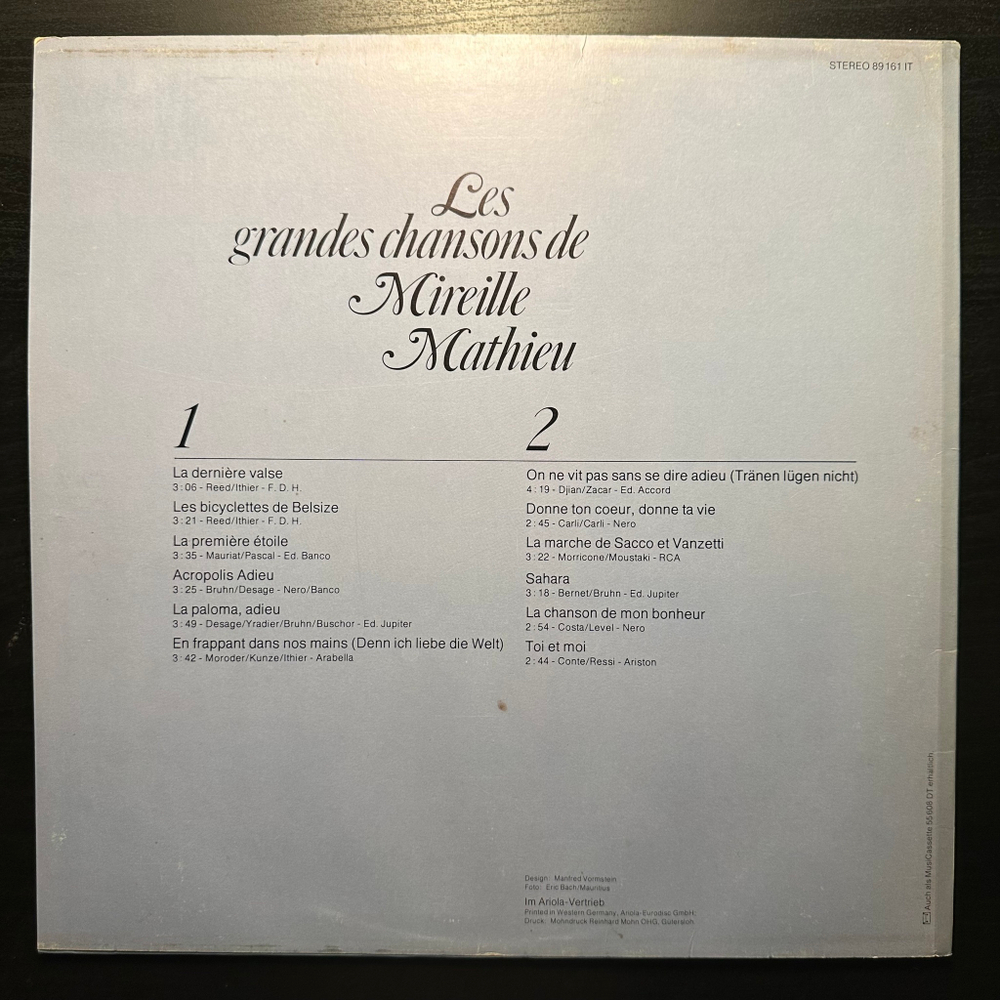 STEREO 89161 IT
Les
grandes chansons de
Mireille
Mathieu
1
La dernière valse
3:06 - Reed/Ithier - F. D. H.
Les bicyclettes de Belsize
3:21 - Reed/Ithier - F. D. H.
La première étoile
3:35 - Mauriat/Pascal - Ed. Banco
Acropolis Adieu
3:25 - Bruhn/Desage - Nero/Banco
La paloma, adieu
3:49 - Desage/Yradier/Bruhn/Buschor - Ed. Jupiter
En frappant dans nos mains (Denn ich liebe die Welt)
3:42 - Moroder/Kunze/Ithier - Arabella
2
On ne vit pas sans se dire adieu (Tränen lügen nicht)
4:19 - Djian/Zacar - Ed. Accord
Donne ton coeur, donne ta vie
2:45 - Carli/Carli - Nero
La marche de Sacco et Vanzetti
3:22 - Morricone/Moustaki - RCA
Sahara
3:18 - Bernet/Bruhn - Ed. Jupiter
La chanson de mon bonheur
2:54 - Costa/Level - Nero
Toi et moi
2:44 - Conte/Ressi - Ariston
Design: Manfred Vormstein
Foto: Eric Bach/Mauritius
Im Ariola-Vertrieb
Printed in Western Germany, Ariola-Eurodisc GmbH;
Druck: Mohndruck Reinhard Mohn OHG, Gütersloh
Auch als MusiCassette 55608 DT erhältlich